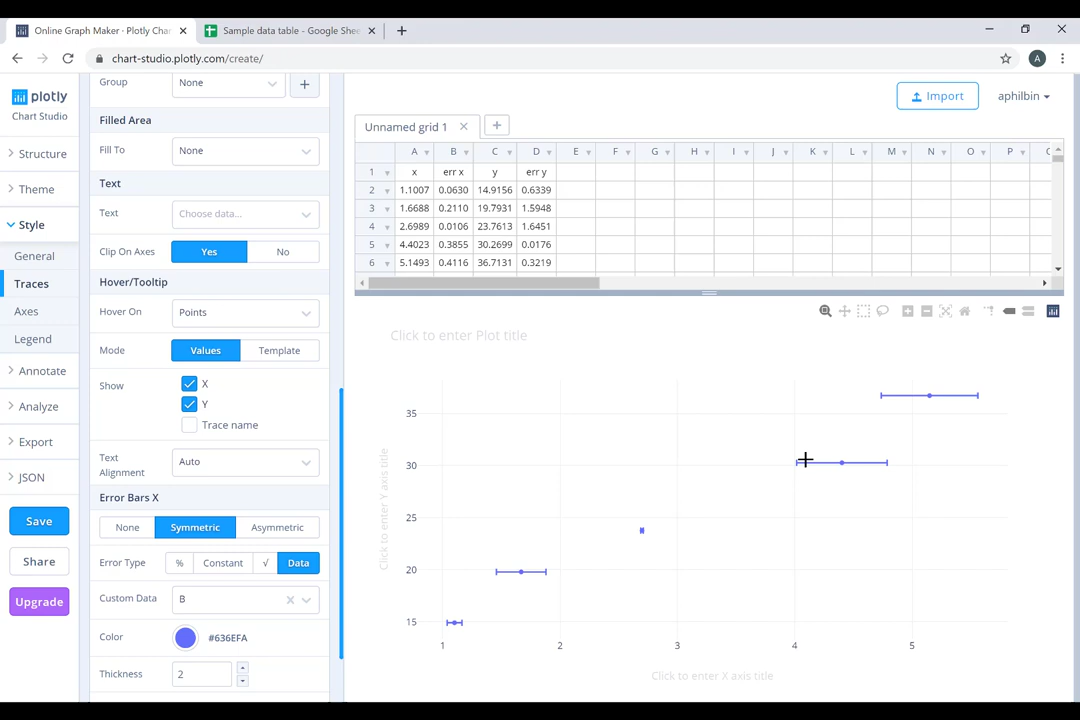 Online Graph Maker · Plotly Cha
Sample data table - Google Shee
chart-studio.plotly.com/create/
A
plotly
Chart Studio
Structure
Theme
Style
General
Traces
Axes
Legend
Annotate
Analyze
Export
JSON
Save
Share
Upgrade
Group None
Filled Area
Fill To None
Text
Text Choose data...
Clip On Axes Yes No
Hover/Tooltip
Hover On Points
Mode Values Template
Show X
Y
Trace name
Text Alignment Auto
Error Bars X
None Symmetric Asymmetric
Error Type % Constant √ Data
Custom Data B
Color #636EFA
Thickness 2
Import
aphilbin
Unnamed grid 1
A B C D E F G H I J K L M N O P
1 x err x y err y
2 1.1007 0.0630 14.9156 0.6339
3 1.6688 0.2110 19.7931 1.5948
4 2.6989 0.0106 23.7613 1.6451
5 4.4023 0.3855 30.2699 0.0176
6 5.1493 0.4116 36.7131 0.3219
Click to enter Plot title
Click to enter Y axis title
35
30
25
20
15
1 2 3 4 5
Click to enter X axis title